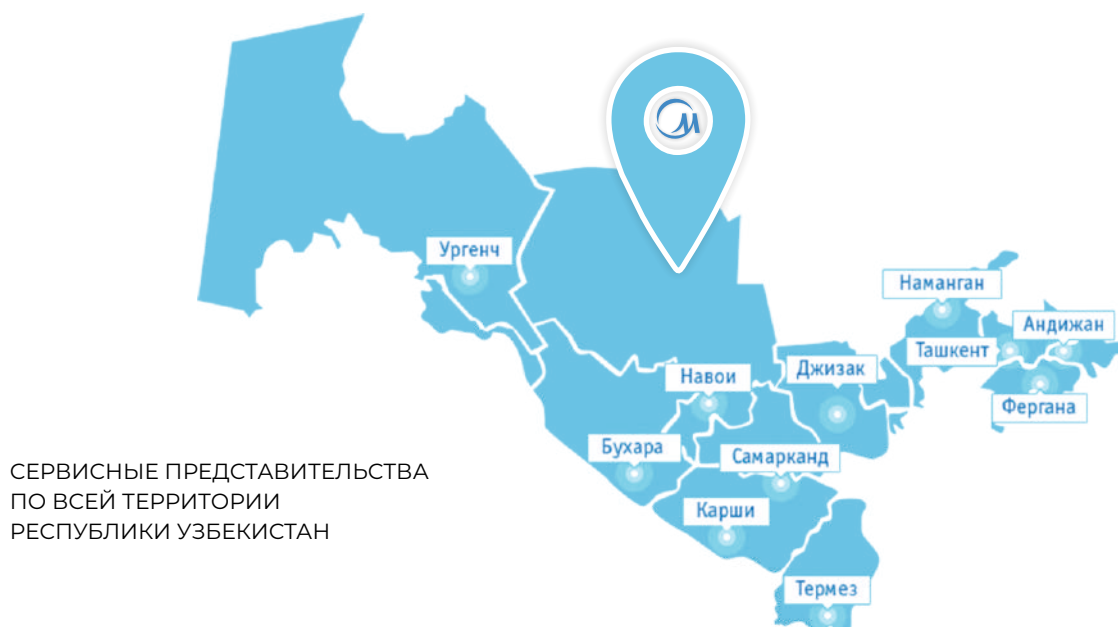 Ургенч
Наманган
Андижан
Ташкент
Джизак
Навои
Фергана
Бухара
Самарканд
СЕРВИСНЫЕ ПРЕДСТАВИТЕЛЬСТВА
ПО ВСЕЙ ТЕРРИТОРИИ
РЕСПУБЛИКИ УЗБЕКИСТАН
Карши
Термез